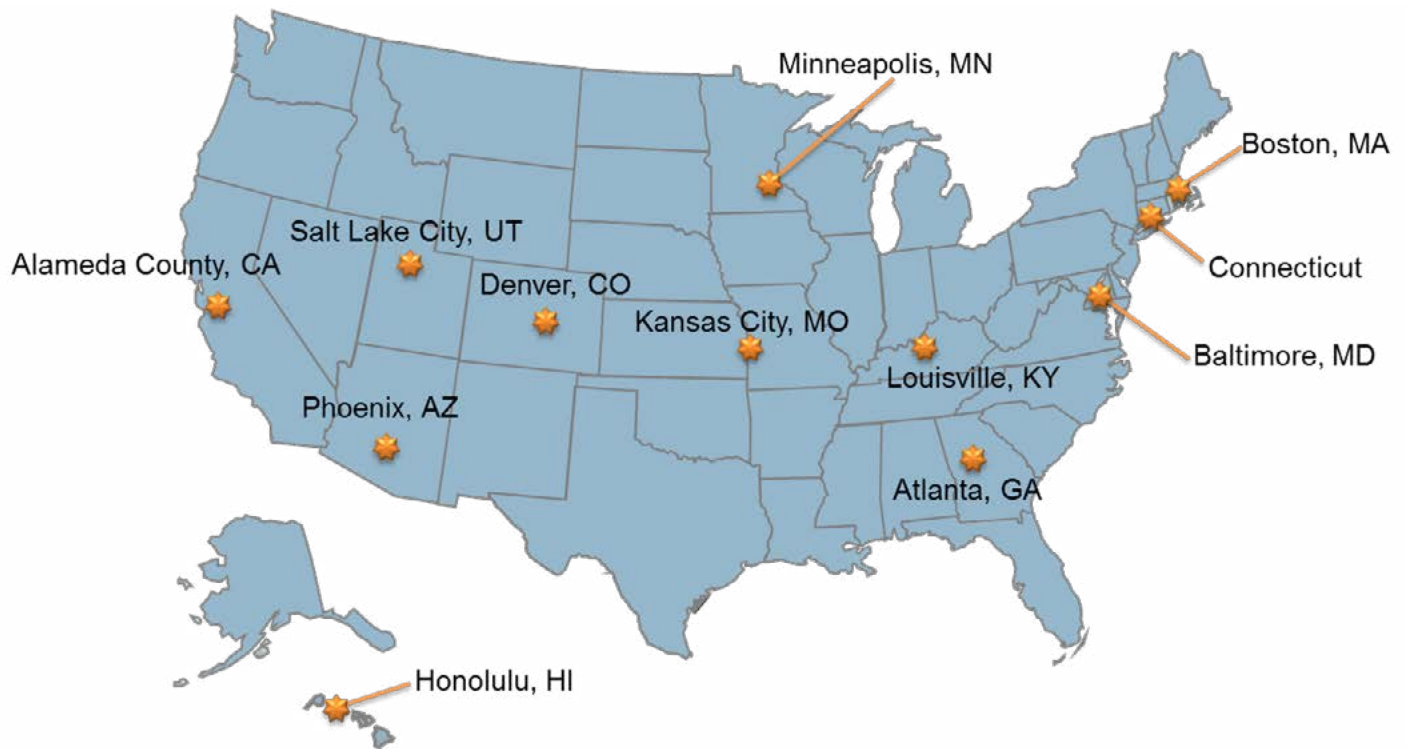 Minneapolis, MN
Boston, MA
Salt Lake City, UT
Alameda County, CA
Connecticut
Denver, CO
Kansas City, MO
Baltimore, MD
Louisville, KY
Phoenix, AZ
Atlanta, GA
Honolulu, HI